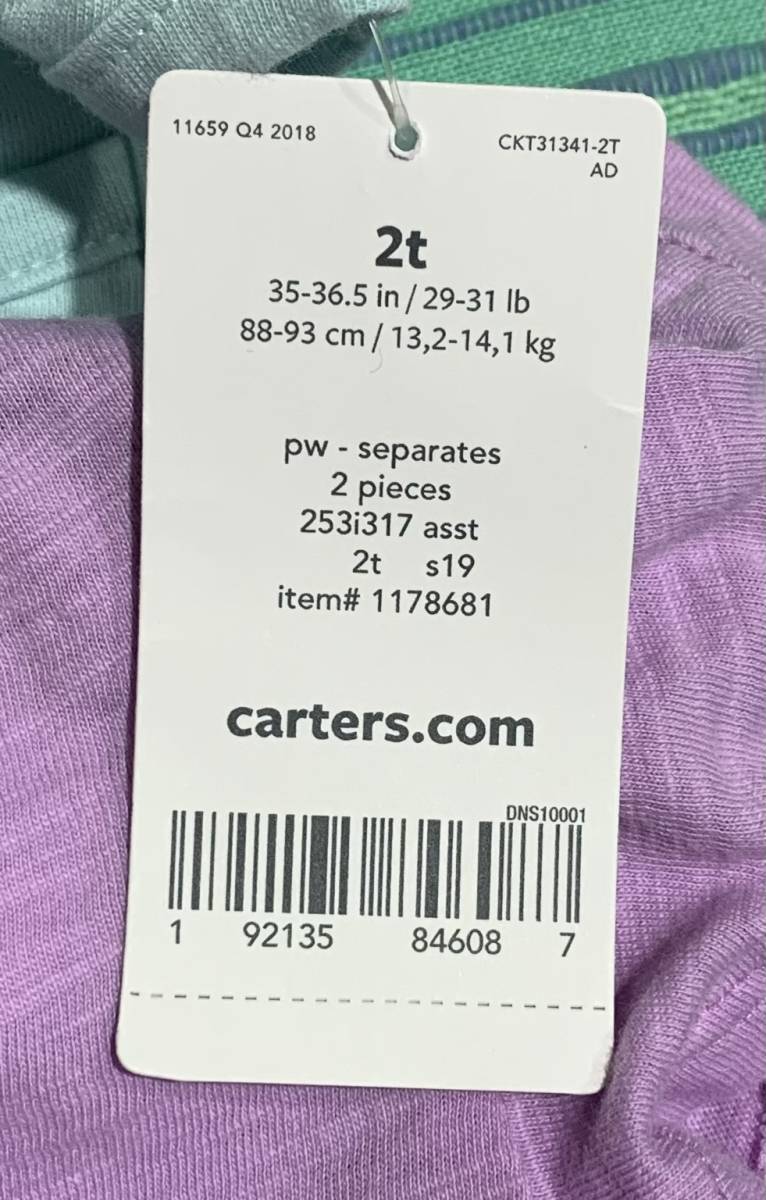 11659 Q4 2018
CKT31341-2T
AD
2t
35-36.5 in / 29-31 lb
88-93 cm / 13,2-14,1 kg
pw - separates
2 pieces
253i317 asst
2t s19
item# 1178681
carters.com
DNS10001
1 92135 84608 7